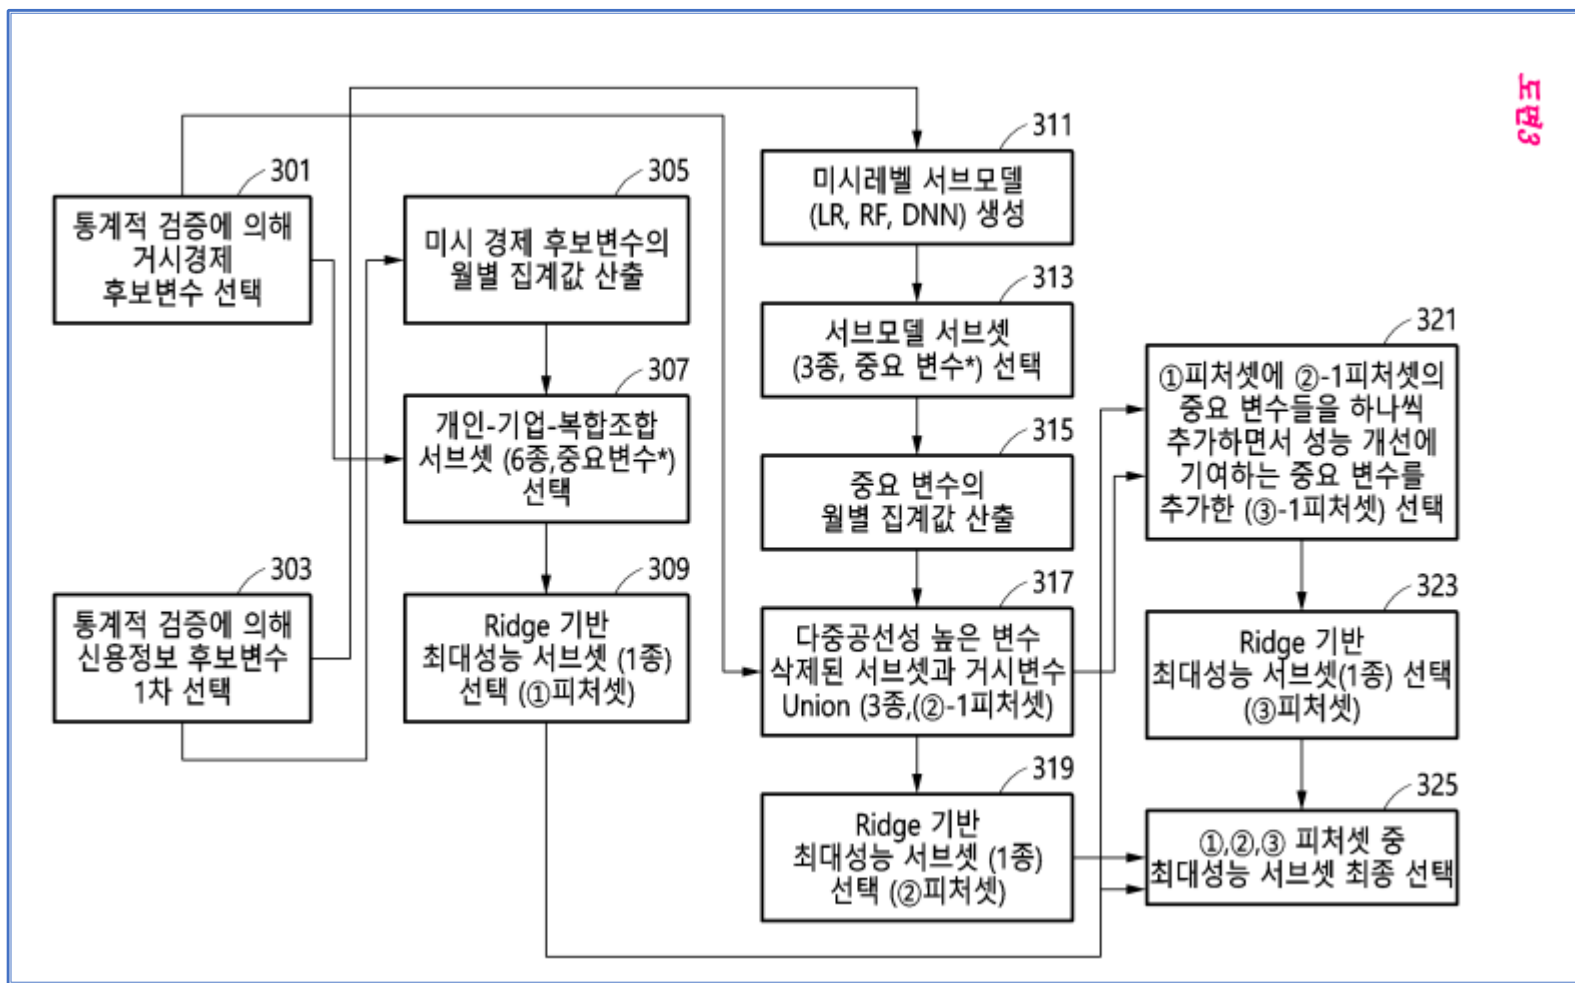 도면3
301
통계적 검증에 의해
거시경제
후보변수 선택
303
통계적 검증에 의해
신용정보 후보변수
1차 선택
305
미시 경제 후보변수의
월별 집계값 산출
307
개인-기업-복합조합
서브셋 (6종,중요변수*)
선택
309
Ridge 기반
최대성능 서브셋 (1종)
선택 (①피처셋)
311
미시레벨 서브모델
(LR, RF, DNN) 생성
313
서브모델 서브셋
(3종, 중요 변수*) 선택
315
중요 변수의
월별 집계값 산출
317
다중공선성 높은 변수
삭제된 서브셋과 거시변수
Union (3종,(②-1피처셋)
319
Ridge 기반
최대성능 서브셋 (1종)
선택 (②피처셋)
321
①피처셋에 ②-1피처셋의
중요 변수들을 하나씩
추가하면서 성능 개선에
기여하는 중요 변수를
추가한 (③-1피처셋) 선택
323
Ridge 기반
최대성능 서브셋(1종) 선택
(③피처셋)
325
①,②,③ 피처셋 중
최대성능 서브셋 최종 선택